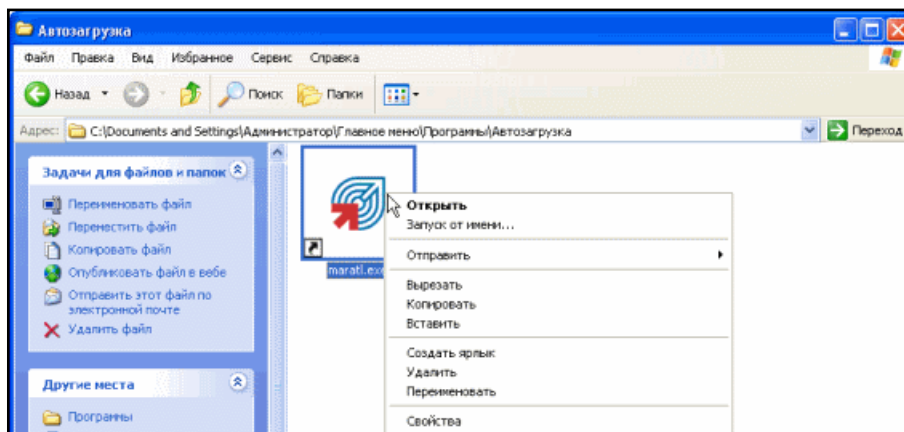 Автозагрузка
Файл Правка Вид Избранное Сервис Справка
Назад Поиск Папки
Адрес: C:\Documents and Settings\Администратор\Главное меню\Программы\Автозагрузка Переход
Задачи для файлов и папок
Переименовать файл
Переместить файл
Копировать файл
Опубликовать файл в вебе
Отправить этот файл по
электронной почте
Удалить файл
Другие места
Программы
Открыть
Запуск от имени...
Отправить
Вырезать
Копировать
Вставить
Создать ярлык
Удалить
Переименовать
Свойства